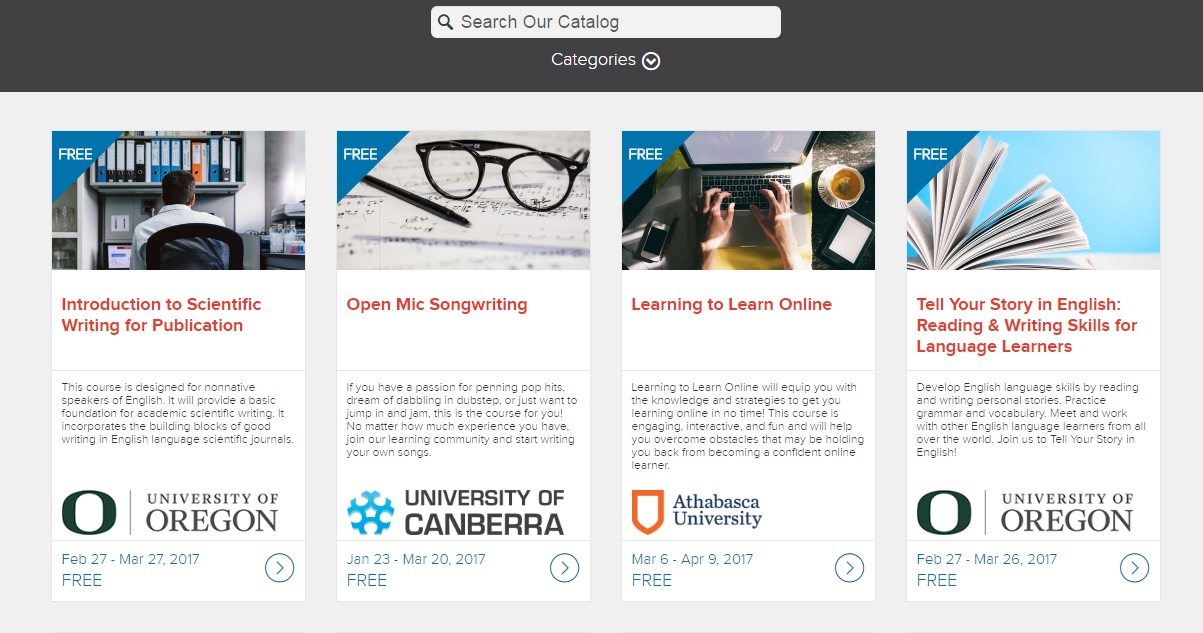 Search Our Catalog
Categories
FREE
Introduction to Scientific
Writing for Publication
This course is designed for nonnative
speakers of English. It will provide a basic
foundation for academic scientific writing. It
incorporates the building blocks of good
writing in English language scientific journals.
UNIVERSITY OF
OREGON
Feb 27 - Mar 27, 2017
FREE
FREE
Open Mic Songwriting
If you have a passion for penning pop hits,
dream of dabbling in dubstep, or just want to
jump in and jam, this is the course for you!
No matter how much experience you have,
join our learning community and start writing
your own songs.
UNIVERSITY OF
CANBERRA
Jan 23 - Mar 20, 2017
FREE
FREE
Learning to Learn Online
Learning to Learn Online will equip you with
the knowledge and strategies to get you
learning online in no time! This course is
engaging, interactive, and fun and will help
you overcome obstacles that may be holding
you back from becoming a confident online
learner.
Athabasca
University
Mar 6 - Apr 9, 2017
FREE
FREE
Tell Your Story in English:
Reading & Writing Skills for
Language Learners
Develop English language skills by reading
and writing personal stories. Practice
grammar and vocabulary. Meet and work
with other English language learners from all
over the world. Join us to Tell Your Story in
English!
UNIVERSITY OF
OREGON
Feb 27 - Mar 26, 2017
FREE